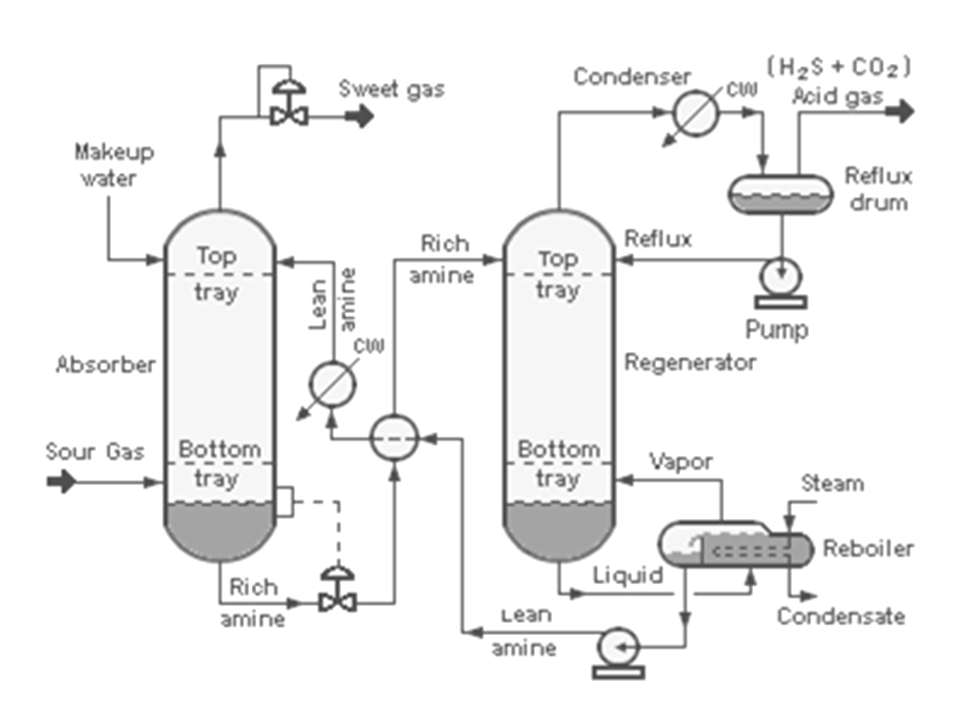 (H2S + CO2)
Condenser
CW
Sweet gas
Acid gas
Makeup
water
Reflux
drum
Rich
amine
Reflux
Top
tray
Lean
amine
Top
tray
Pump
CW
Absorber
Regenerator
Sour Gas
Bottom
tray
Bottom
tray
Vapor
Steam
Reboiler
Rich
amine
Liquid
Condensate
Lean
amine